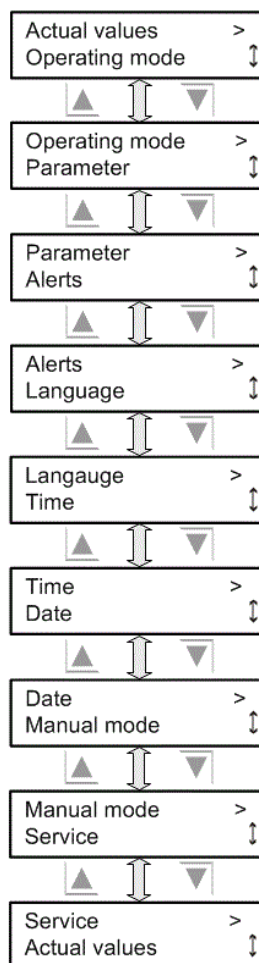 Actual values >
Operating mode ↕
Operating mode >
Parameter ↕
Parameter >
Alerts ↕
Alerts >
Language ↕
Langauge >
Time ↕
Time >
Date ↕
Date >
Manual mode ↕
Manual mode >
Service ↕
Service >
Actual values ↕